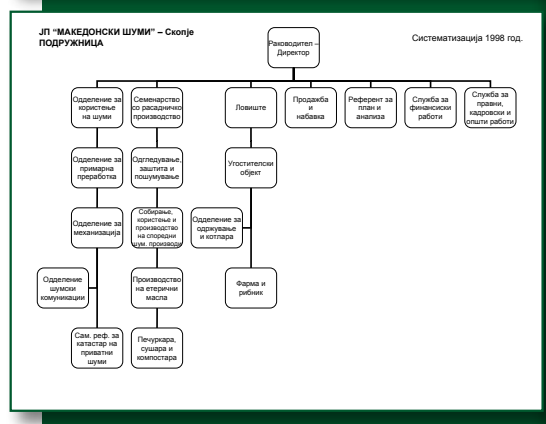 ЈП “МАКЕДОНСКИ ШУМИ” – Скопје
ПОДРУЖНИЦА
Систематизација 1998 год.
Раководител –
Директор
Одделение за
користење
на шуми
Семенарство
со расадничко
производство
Ловиште
Продажба
и
набавка
Референт за
план и
анализа
Служба за
финансиски
работи
Служба за
правни,
кадровски и
општи работи
Одделение за
примарна
преработка
Одгледување,
заштита и
пошумување
Угостителски
објект
Одделение за
механизација
Собирање,
користење и
производство
на споредни
шум. производи
Одделение за
одржување
и котлара
Одделение
шумски
комуникации
Производство
на етерични
масла
Фарма и
рибник
Сам. реф. за
катастар на
приватни
шуми
Печуркара,
сушара и
компостара